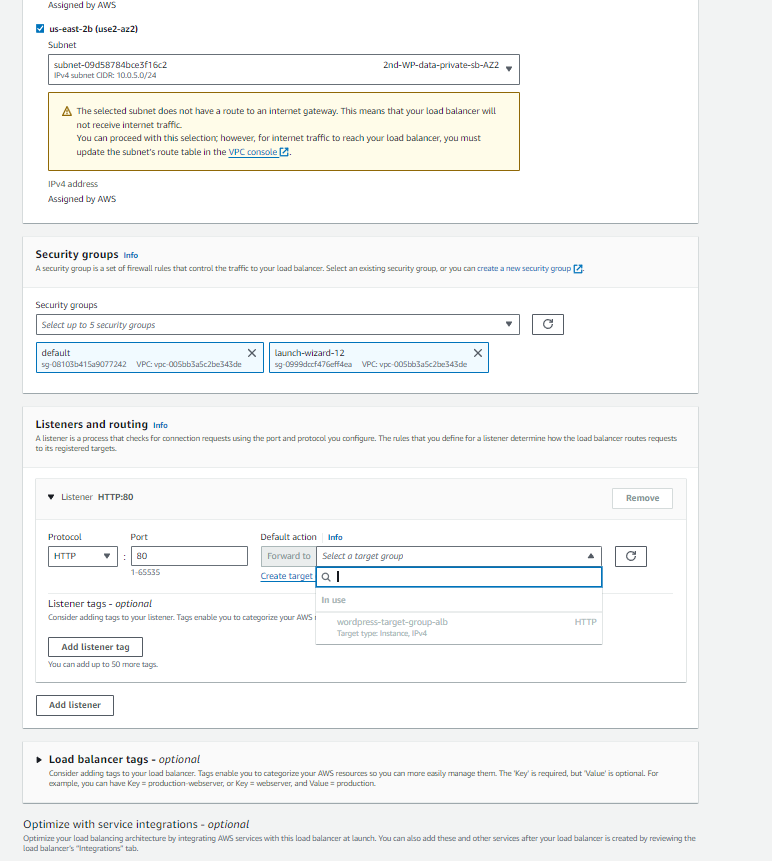 Assigned by AWS
us-east-2b (use2-az2)
Subnet
subnet-09d58784bce3f16c2 2nd-WP-data-private-sb-AZ2
IPv4 subnet CIDR: 10.0.5.0/24
The selected subnet does not have a route to an internet gateway. This means that your load balancer will
not receive internet traffic.
You can proceed with this selection; however, for internet traffic to reach your load balancer, you must
update the subnet's route table in the VPC console.
IPv4 address
Assigned by AWS
Security groups Info
A security group is a set of firewall rules that control the traffic to your load balancer. Select an existing security group, or you can create a new security group.
Security groups
Select up to 5 security groups
default launch-wizard-12
sg-08103b415a9077242 VPC: vpc-005bb3a5c2be343de sg-0999dccf476eff4ea VPC: vpc-005bb3a5c2be343de
Listeners and routing Info
A listener is a process that checks for connection requests using the port and protocol you configure. The rules that you define for a listener determine how the load balancer routes requests
to its registered targets.
Listener HTTP:80 Remove
Protocol Port Default action Info
HTTP : 80 Forward to Select a target group
1-65535 Create target
In use
Listener tags - optional
Consider adding tags to your listener. Tags enable you to categorize your AWS
wordpress-target-group-alb HTTP
Target type: Instance, IPv4
Add listener tag
You can add up to 50 more tags.
Add listener
Load balancer tags - optional
Consider adding tags to your load balancer. Tags enable you to categorize your AWS resources so you can more easily manage them. The 'Key' is required, but 'Value' is optional. For
example, you can have Key = production-webserver, or Key = webserver, and Value = production.
Optimize with service integrations - optional
Optimize your load balancing architecture by integrating AWS services with this load balancer at launch. You can also add these and other services after your load balancer is created by reviewing the
load balancer's "Integrations" tab.